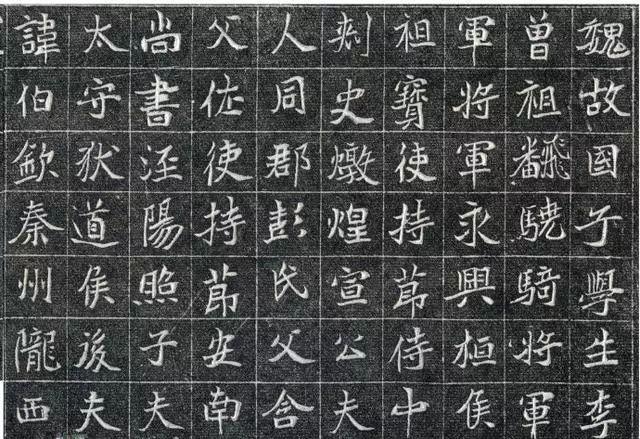 魏故國子學生李
曾祖飜驍騎將軍
軍將軍永興桓侯
祖寶使持莭侍中
刺史燉煌宣公夫
人同郡彭氏父含
父佐使持莭安南
尚書涇陽照子夫
太守狄道侯後夫
諱伯欽秦州隴西